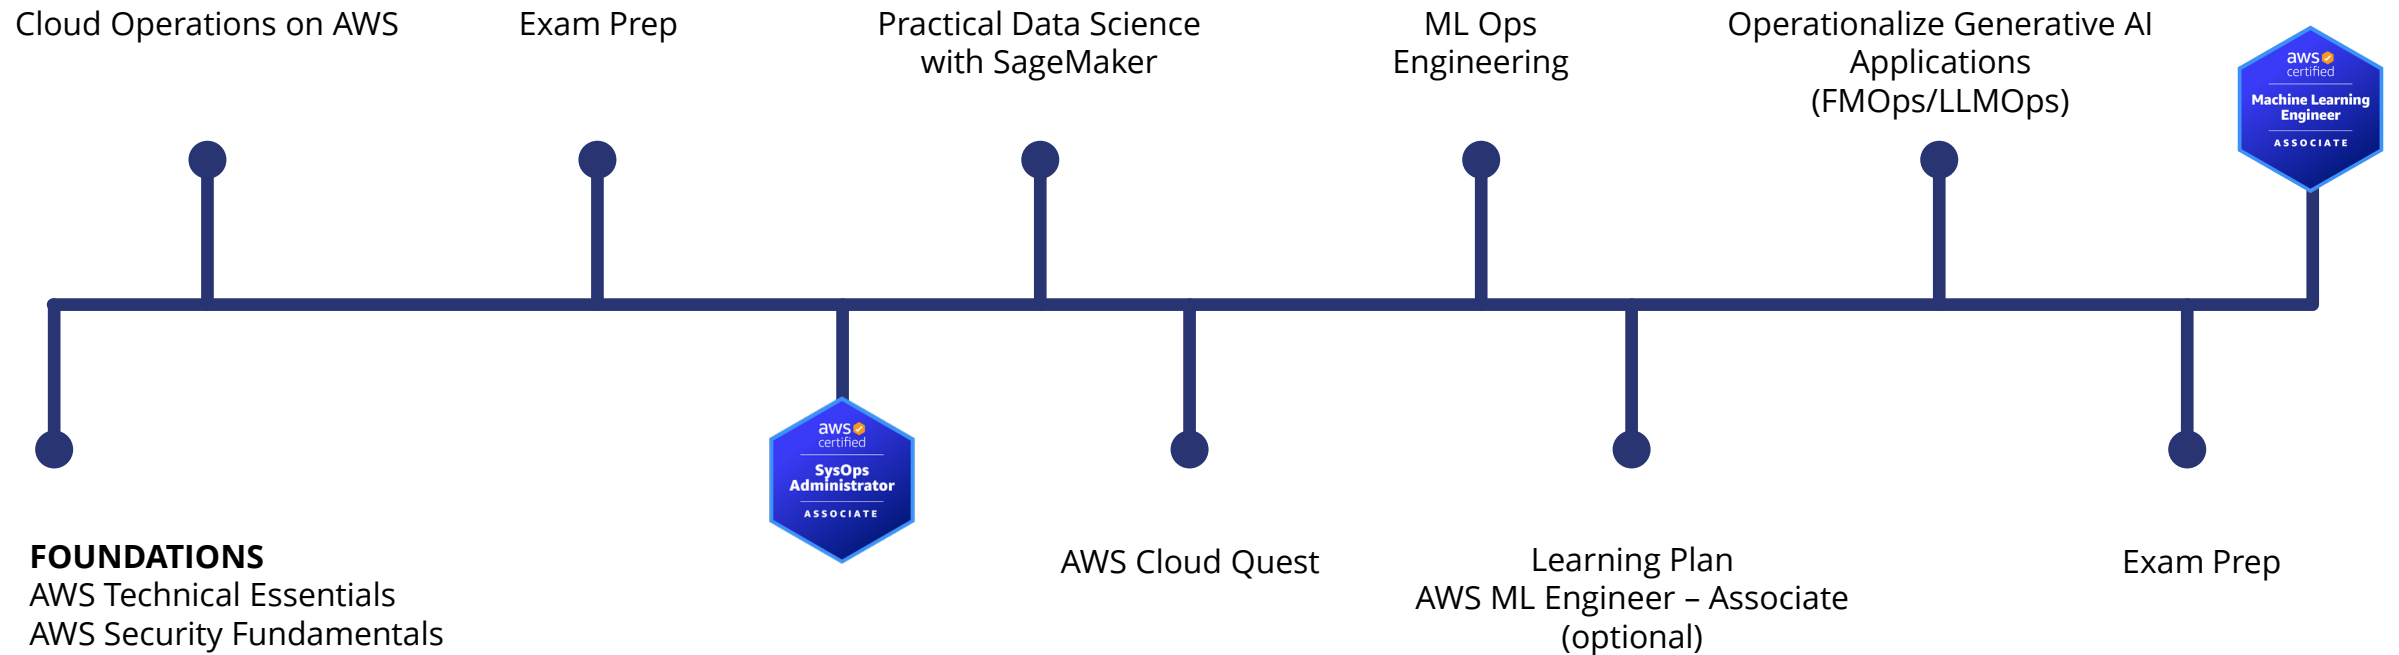 Cloud Operations on AWS
Exam Prep
Practical Data Science
with SageMaker
ML Ops
Engineering
Operationalize Generative AI
Applications
(FMOps/LLMOps)
aws
certified
Machine Learning
Engineer
ASSOCIATE
FOUNDATIONS
AWS Technical Essentials
AWS Security Fundamentals
aws
certified
SysOps
Administrator
ASSOCIATE
AWS Cloud Quest
Learning Plan
AWS ML Engineer – Associate
(optional)
Exam Prep